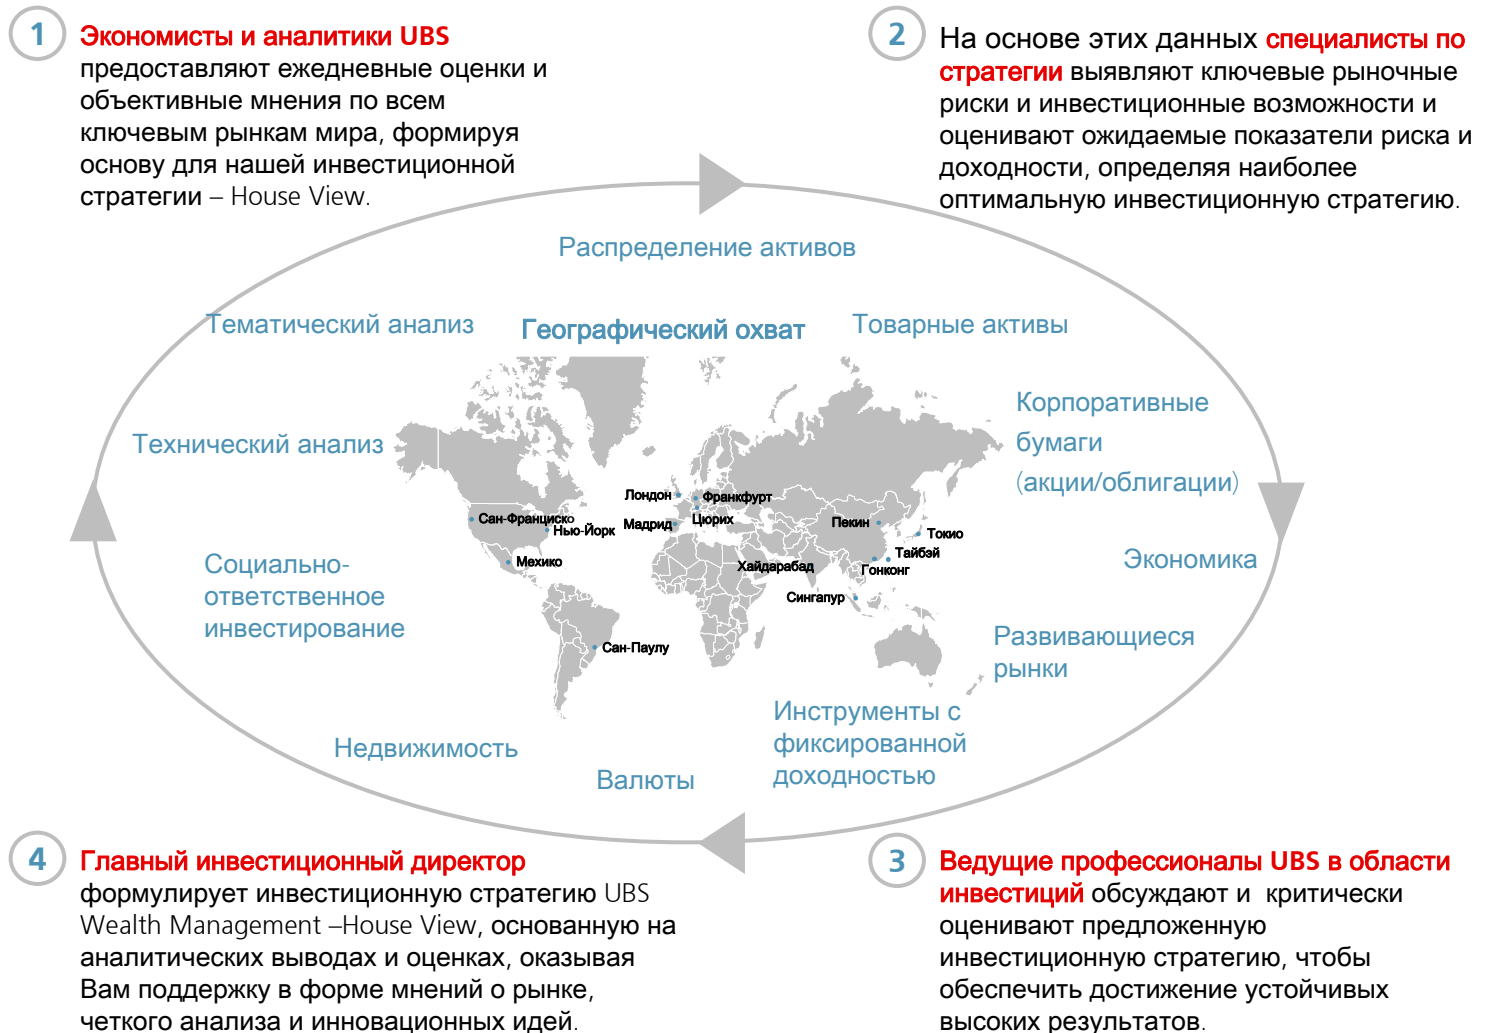 1
Экономисты и аналитики UBS
предоставляют ежедневные оценки и
объективные мнения по всем
ключевым рынкам мира, формируя
основу для нашей инвестиционной
стратегии – House View.
2
На основе этих данных специалисты по
стратегии выявляют ключевые рыночные
риски и инвестиционные возможности и
оценивают ожидаемые показатели риска и
доходности, определяя наиболее
оптимальную инвестиционную стратегию.
Распределение активов
Тематический анализ
Географический охват
Товарные активы
Корпоративные
бумаги
(акции/облигации)
Технический анализ
Лондон
Франкфурт
Сан-Франциско
Нью-Йорк
Мадрид
Цюрих
Пекин
Токио
Тайбэй
Мехико
Хайдарабад
Гонконг
Сингапур
Сан-Паулу
Экономика
Социально-
ответственное
инвестирование
Развивающиеся
рынки
Инструменты с
фиксированной
доходностью
Недвижимость
Валюты
4
Главный инвестиционный директор
формулирует инвестиционную стратегию UBS
Wealth Management –House View, основанную на
аналитических выводах и оценках, оказывая
Вам поддержку в форме мнений о рынке,
четкого анализа и инновационных идей.
3
Ведущие профессионалы UBS в области
инвестиций обсуждают и  критически
оценивают предложенную
инвестиционную стратегию, чтобы
обеспечить достижение устойчивых
высоких результатов.